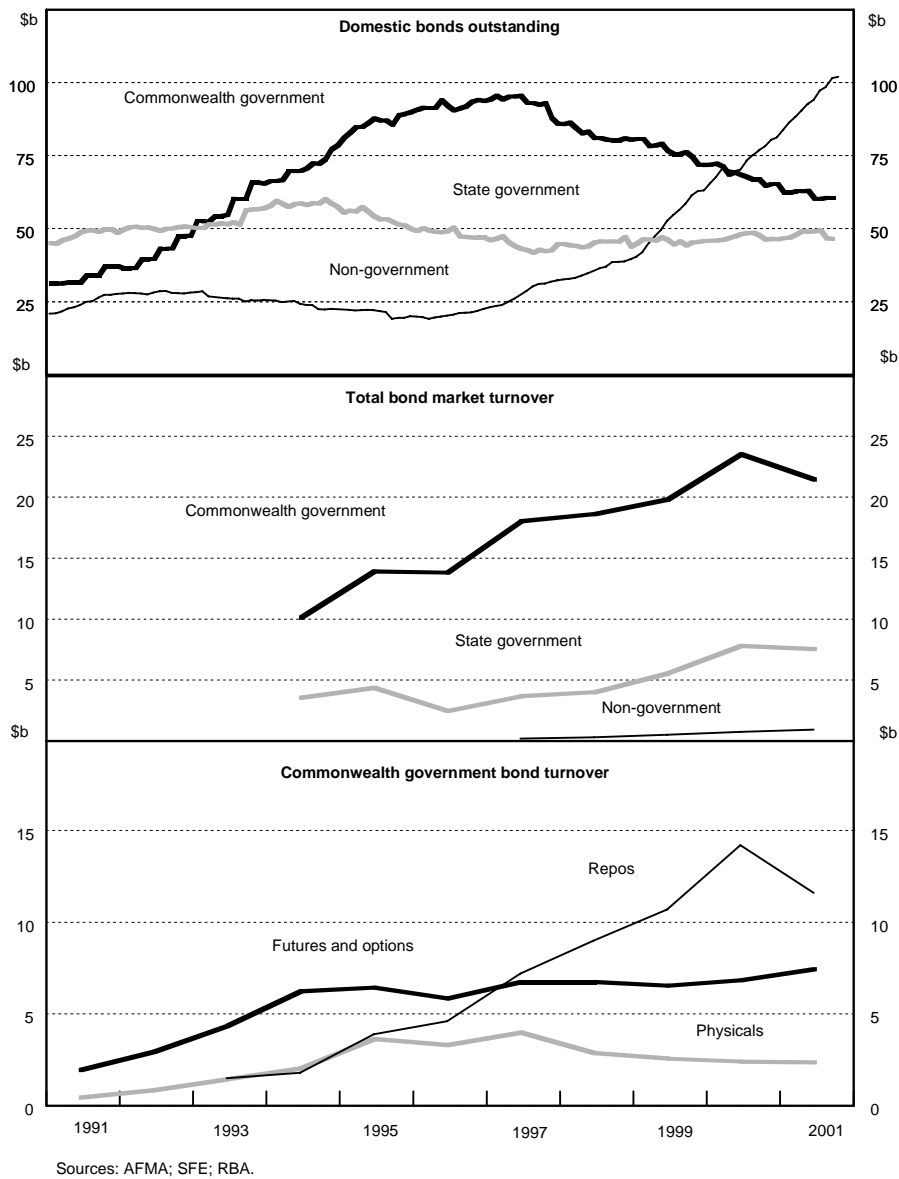 $b $b
Domestic bonds outstanding
100 100
Commonwealth government
75 75
State government
50 50
Non-government
25 25
$b $b
Total bond market turnover
25 25
20 20
Commonwealth government
15 15
10 10
State government
5 5
Non-government
$b $b
Commonwealth government bond turnover
15 15
Repos
10 10
Futures and options
5 5
Physicals
0 0
1991 1993 1995 1997 1999 2001
Sources: AFMA; SFE; RBA.